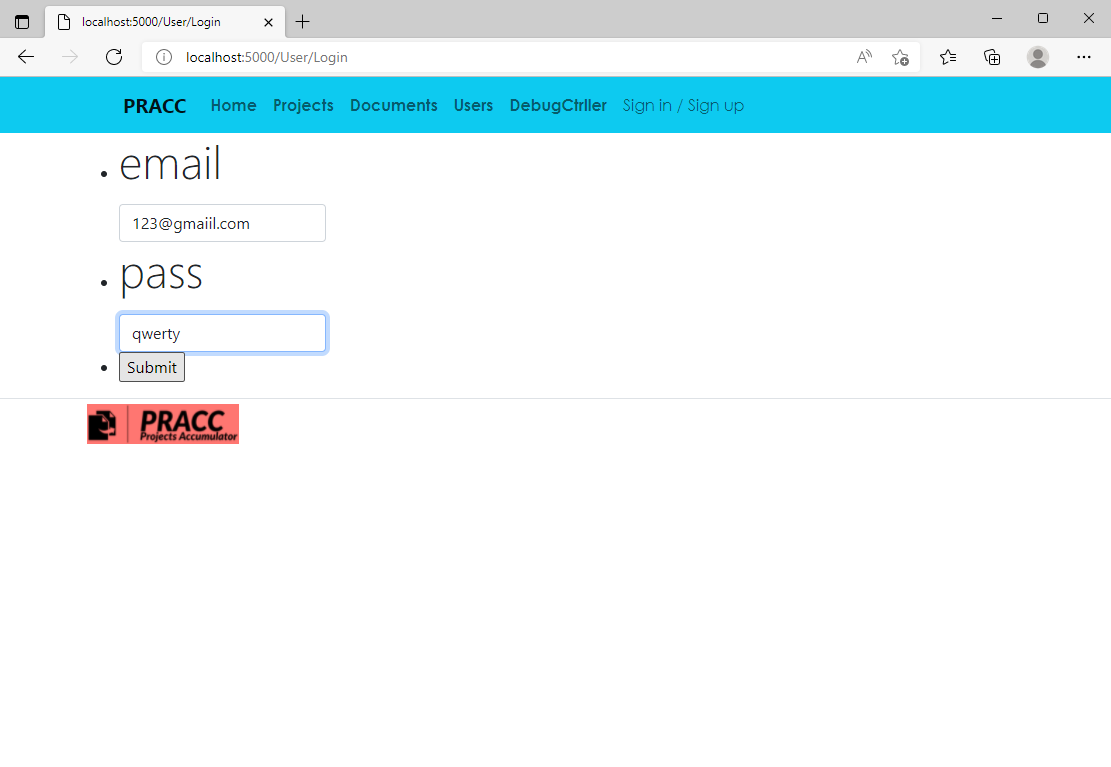 localhost:5000/User/Login
localhost:5000/User/Login
PRACC Home Projects Documents Users DebugCtrller Sign in / Sign up
email
123@gmaiil.com
pass
qwerty
Submit
PRACC
Projects Accumulator